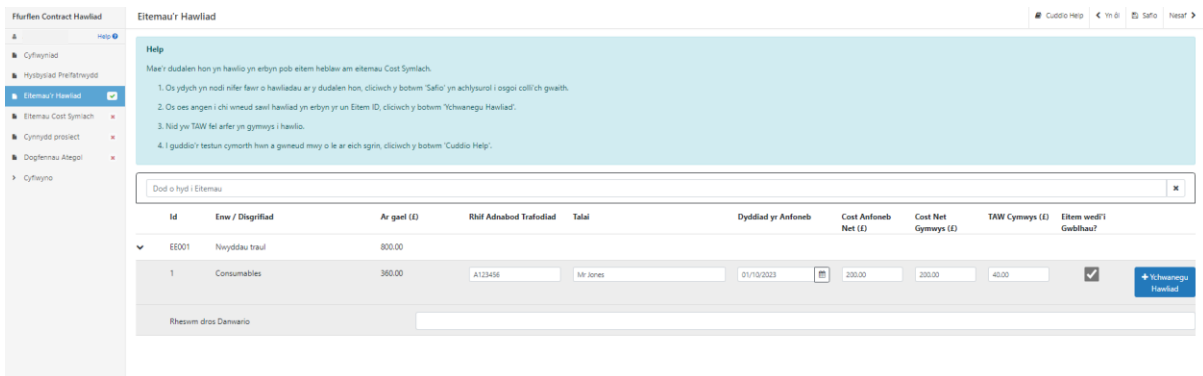 Ffurflen Contract Hawliad
Eitemau'r Hawliad
Cuddio Help
Yn ôl
Safio
Nesaf
Help
Cyflwyniad
Hysbysiad Preifatrwydd
Eitemau'r Hawliad
Eitemau Cost Symlach
Cynnydd prosiect
Dogfennau Ategol
Cyflwyno
Help
Mae'r dudalen hon yn hawlio yn erbyn pob eitem heblaw am eitemau Cost Symlach.
1. Os ydych yn nodi nifer fawr o hawliadau ar y dudalen hon, cliciwch y botwm 'Safio' yn achlysurol i osgoi colli'ch gwaith.
2. Os oes angen i chi wneud sawl hawliad yn erbyn yr un Eitem ID, cliciwch y botwm 'Ychwanegu Hawliad'.
3. Nid yw TAW fel arfer yn gymwys i hawlio.
4. I guddio'r testun cymorth hwn a gwneud mwy o le ar eich sgrin, cliciwch y botwm 'Cuddio Help'.
Dod o hyd i Eitemau
Id Enw / Disgrifiad Ar gael (£) Rhif Adnabod Trafodiad Talai Dyddiad yr Anfoneb Cost Anfoneb Net (£) Cost Net Gymwys (£) TAW Cymwys (£) Eitem wedi'i Gwblhau?
EE001 Nwyddau traul 800.00
1 Consumables 360.00 A123456 Mr Jones 01/10/2023 200.00 200.00 40.00
+ Ychwanegu Hawliad
Rheswm dros Danwario